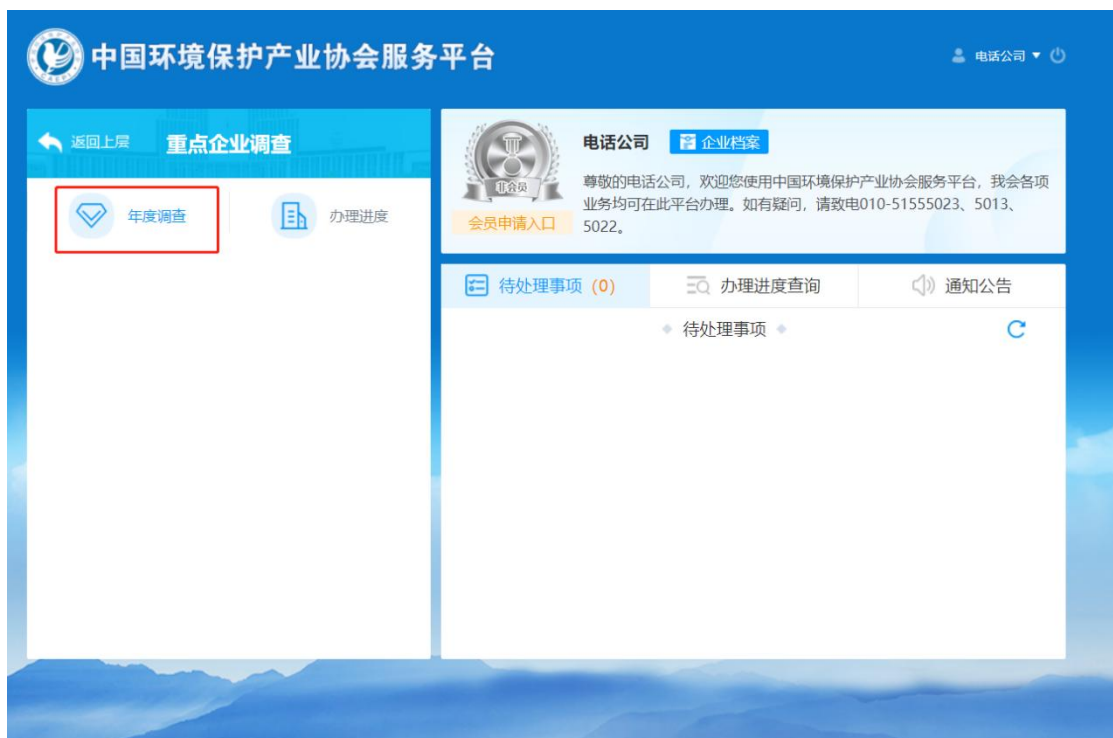 中国环境保护产业协会服务平台
电话公司
返回上层
重点企业调查
年度调查
办理进度
非会员
会员申请入口
电话公司
企业档案
尊敬的电话公司，欢迎您使用中国环境保护产业协会服务平台，我会各项
业务均可在此平台办理。如有疑问，请致电010-51555023、5013、
5022。
待处理事项 (0)
办理进度查询
通知公告
待处理事项